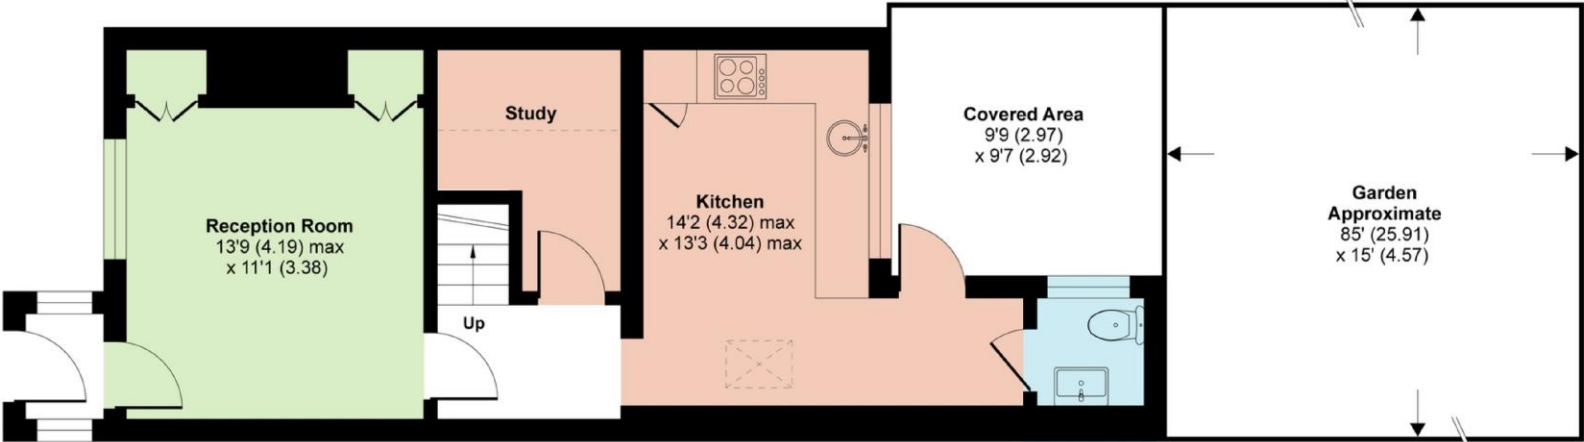 Reception Room
13'9 (4.19) max
x 11'1 (3.38)
Up
Study
Kitchen
14'2 (4.32) max
x 13'3 (4.04) max
Covered Area
9'9 (2.97)
x 9'7 (2.92)
Garden
Approximate
85' (25.91)
x 15' (4.57)